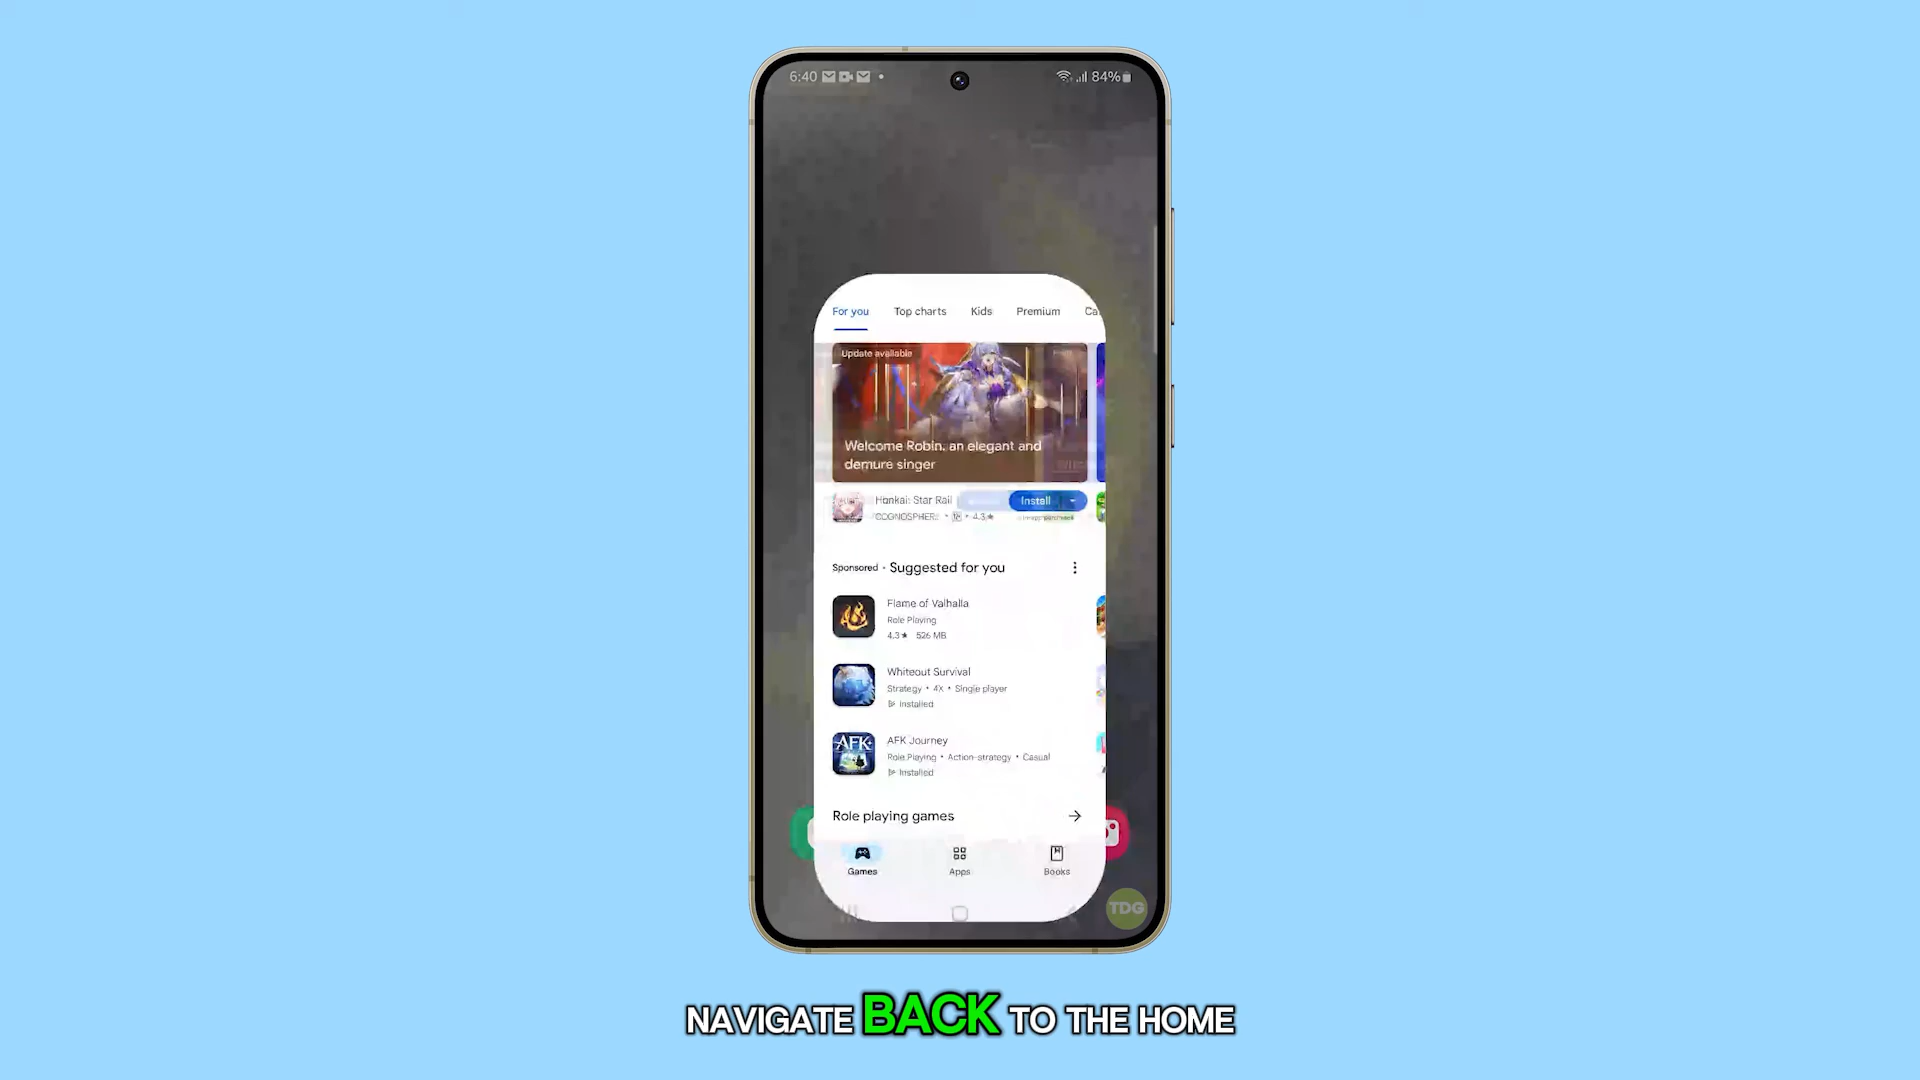 6:40
84%
For you Top charts Kids Premium Ca
Update available
Welcome Robin, an elegant and
demure singer
Honkai: Star Rail
Install
COGNOSPHERE • 12+ • 4.3★
Sponsored • Suggested for you
Flame of Valhalla
Role Playing
4.3★ 526 MB
Whiteout Survival
Strategy • 4X • Single player
Installed
AFK Journey
AFK
Role Playing • Action-strategy • Casual
Installed
Role playing games
Games Apps Books
TDG
NAVIGATE BACK TO THE HOME